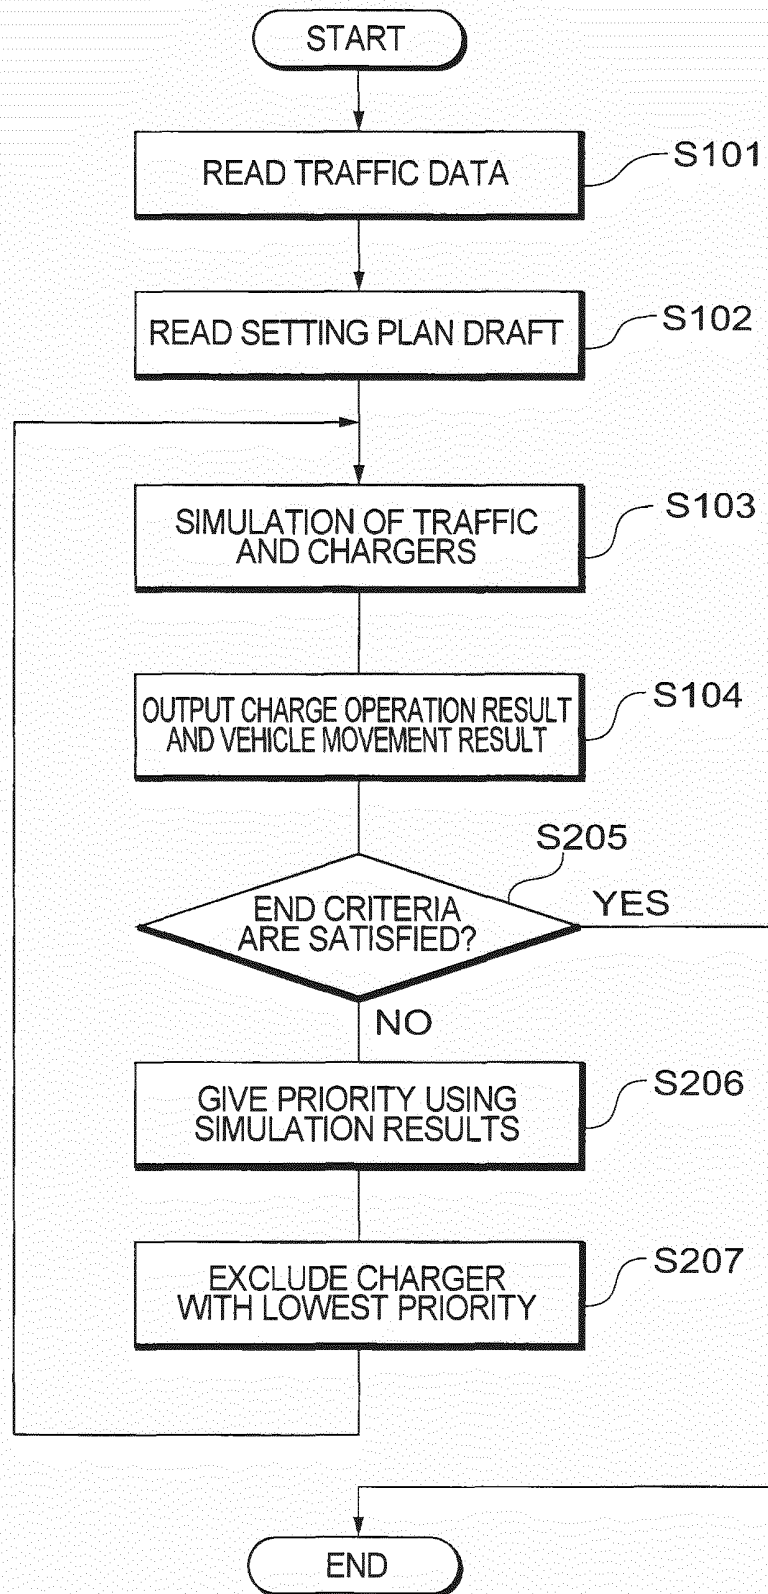 START
READ TRAFFIC DATA
S101
READ SETTING PLAN DRAFT
S102
SIMULATION OF TRAFFIC
AND CHARGERS
S103
OUTPUT CHARGE OPERATION RESULT
AND VEHICLE MOVEMENT RESULT
S104
S205
END CRITERIA
ARE SATISFIED?
YES
NO
GIVE PRIORITY USING
SIMULATION RESULTS
S206
EXCLUDE CHARGER
WITH LOWEST PRIORITY
S207
END